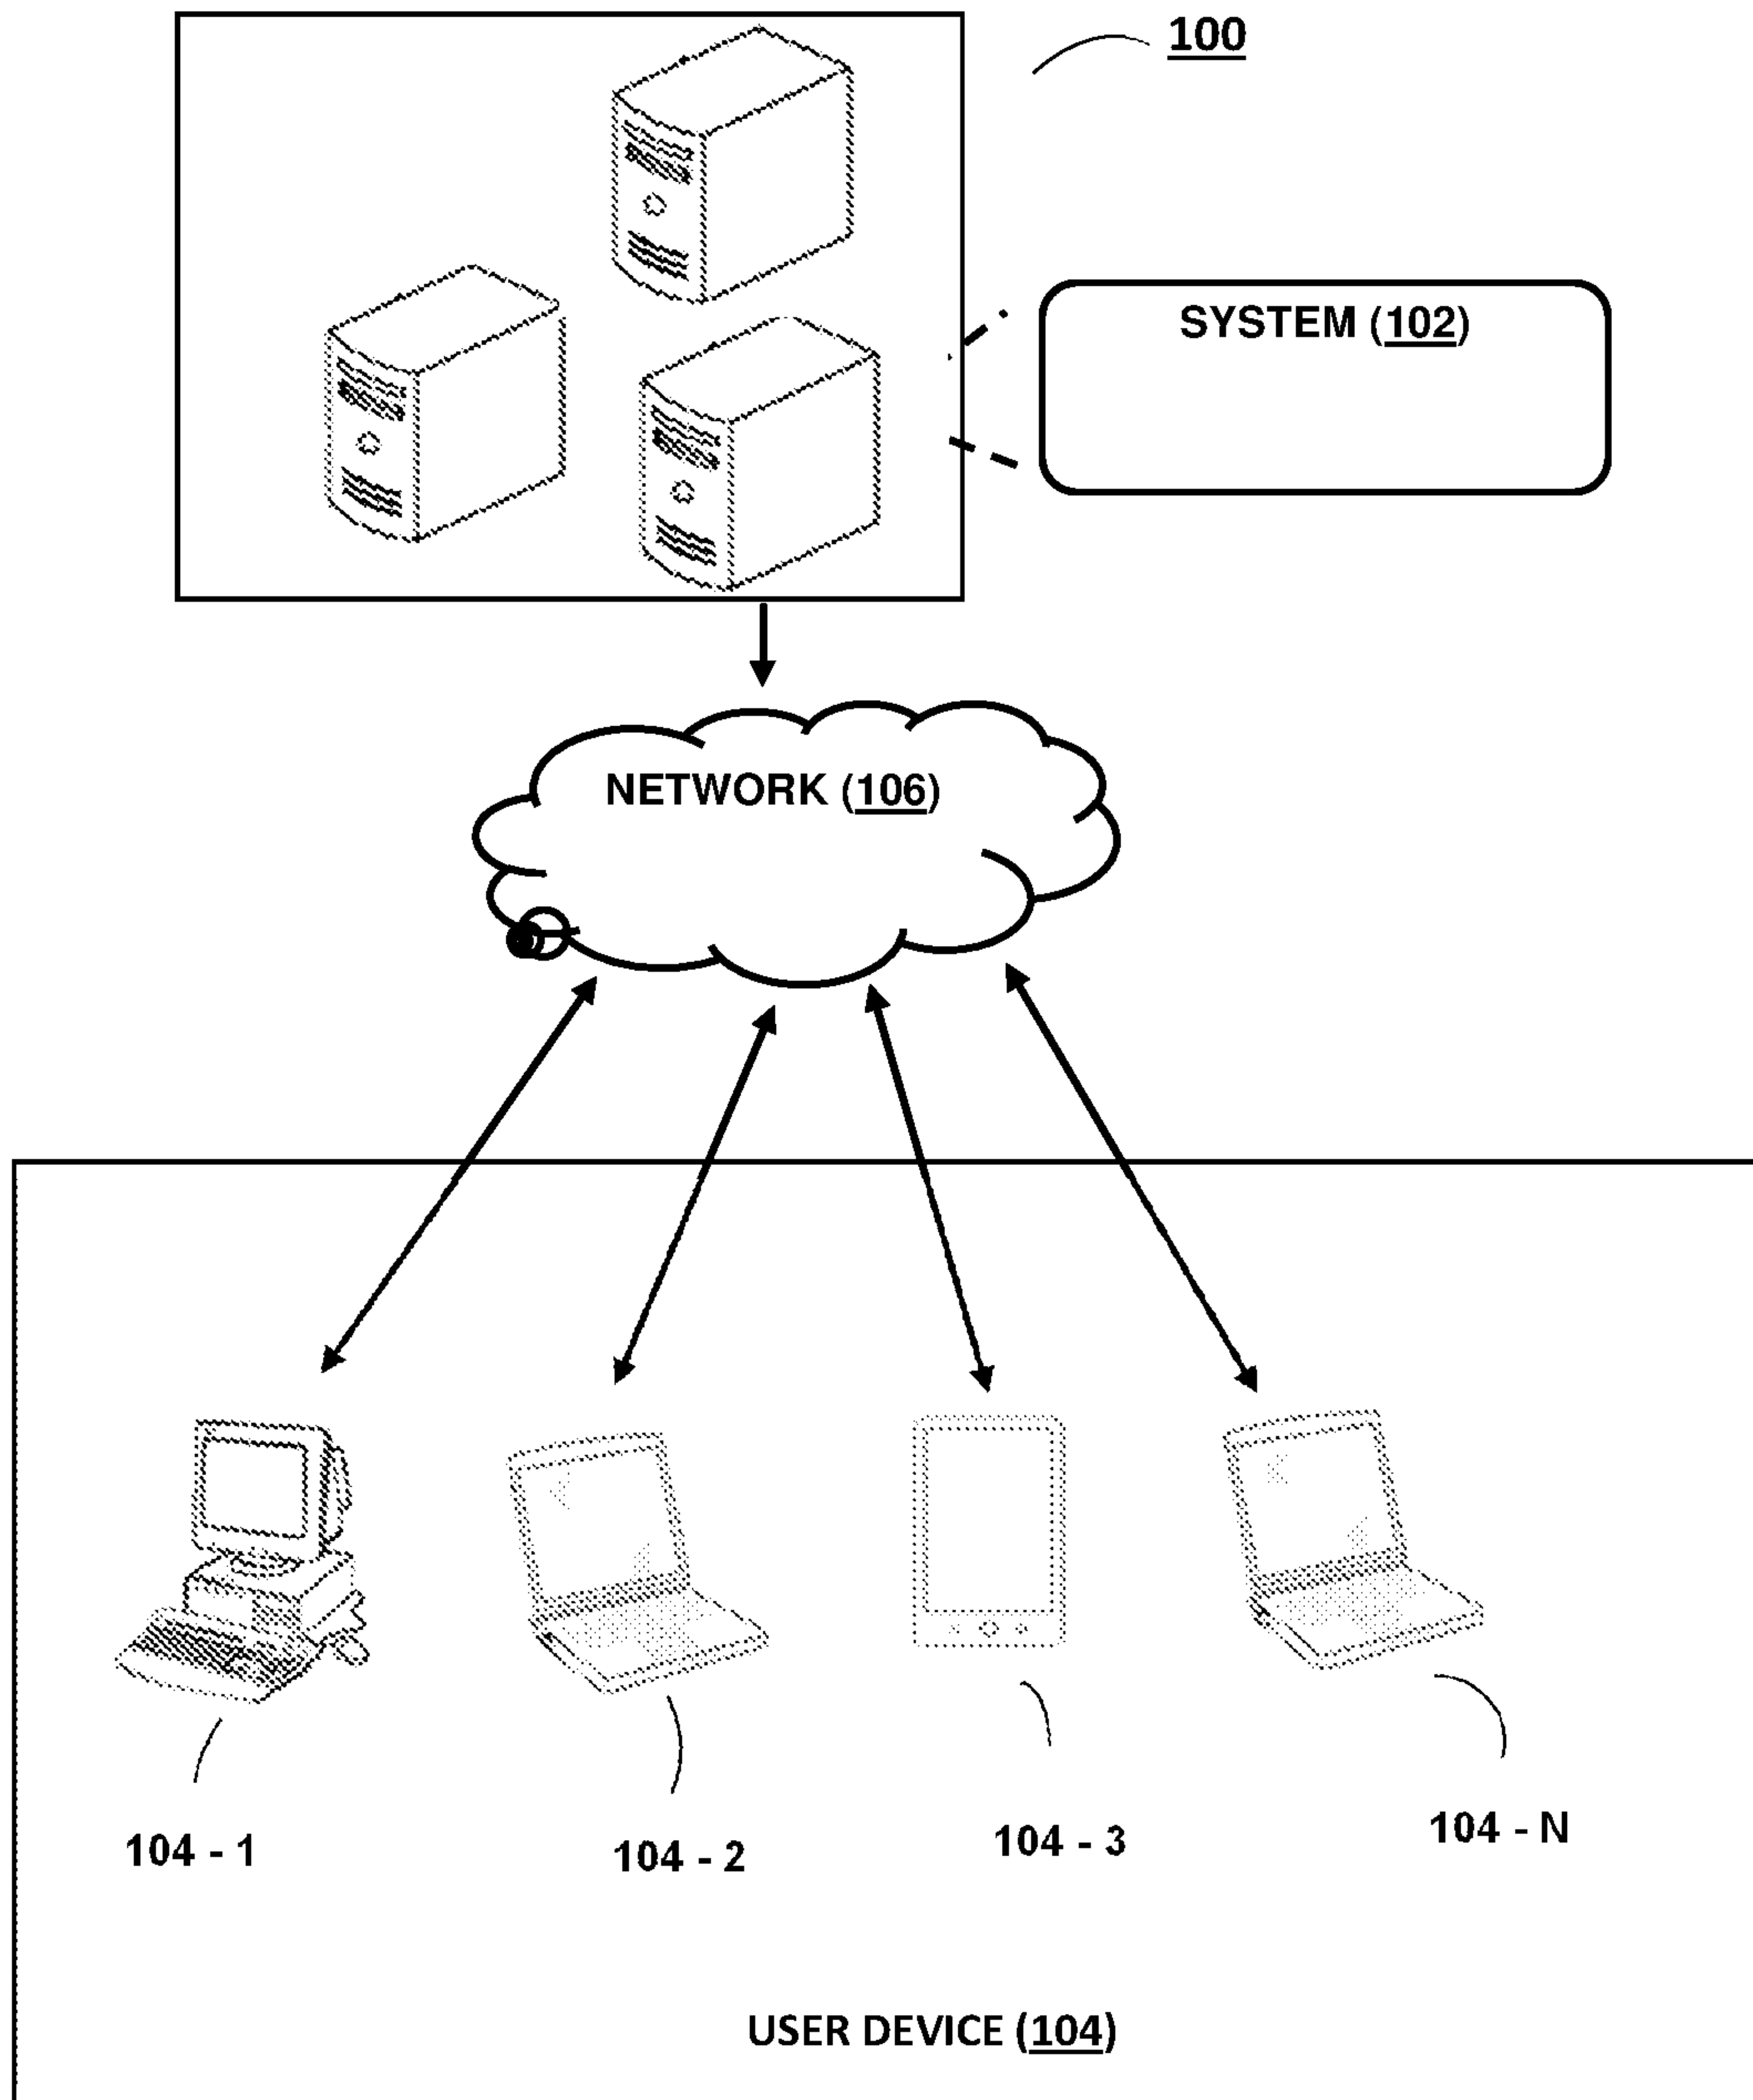 100
SYSTEM (102)
NETWORK (106)
104 - 1
104 - 2
104 - 3
104 - N
USER DEVICE (104)